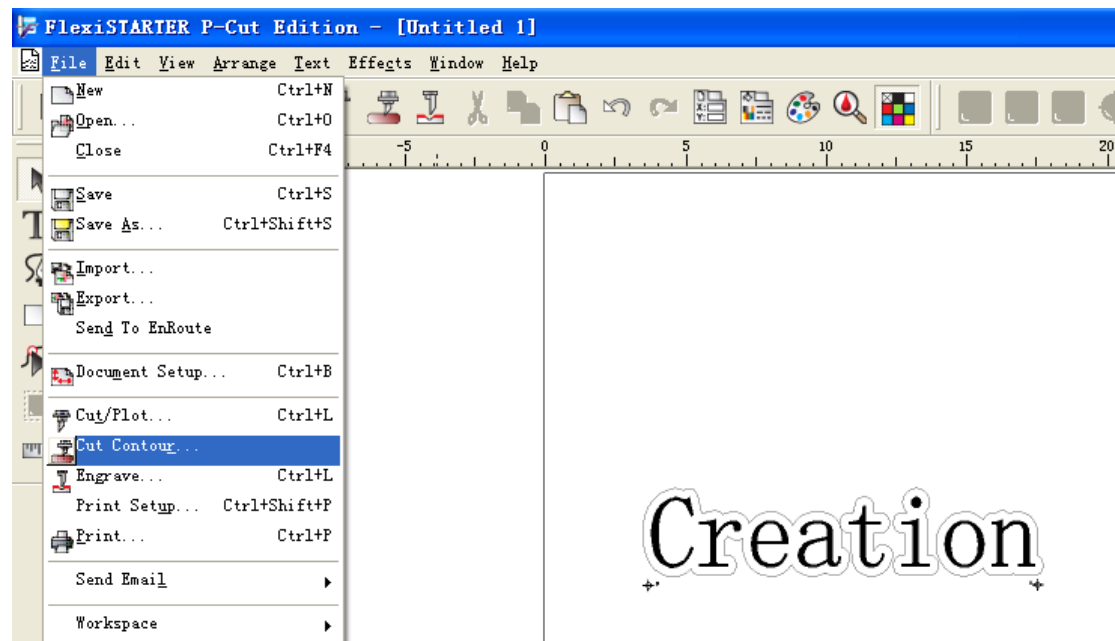 FlexiSTARTER P-Cut Edition - [Untitled 1]
File Edit View Arrange Text Effects Window Help
New Ctrl+N
Open... Ctrl+O
Close Ctrl+F4
Save Ctrl+S
Save As... Ctrl+Shift+S
Import...
Export...
Send To EnRoute
Document Setup... Ctrl+B
Cut/Plot... Ctrl+L
Cut Contour...
Engrave... Ctrl+L
Print Setup... Ctrl+Shift+P
Print... Ctrl+P
Send Email
Workspace
-5 0 5 10 15 20
Creation